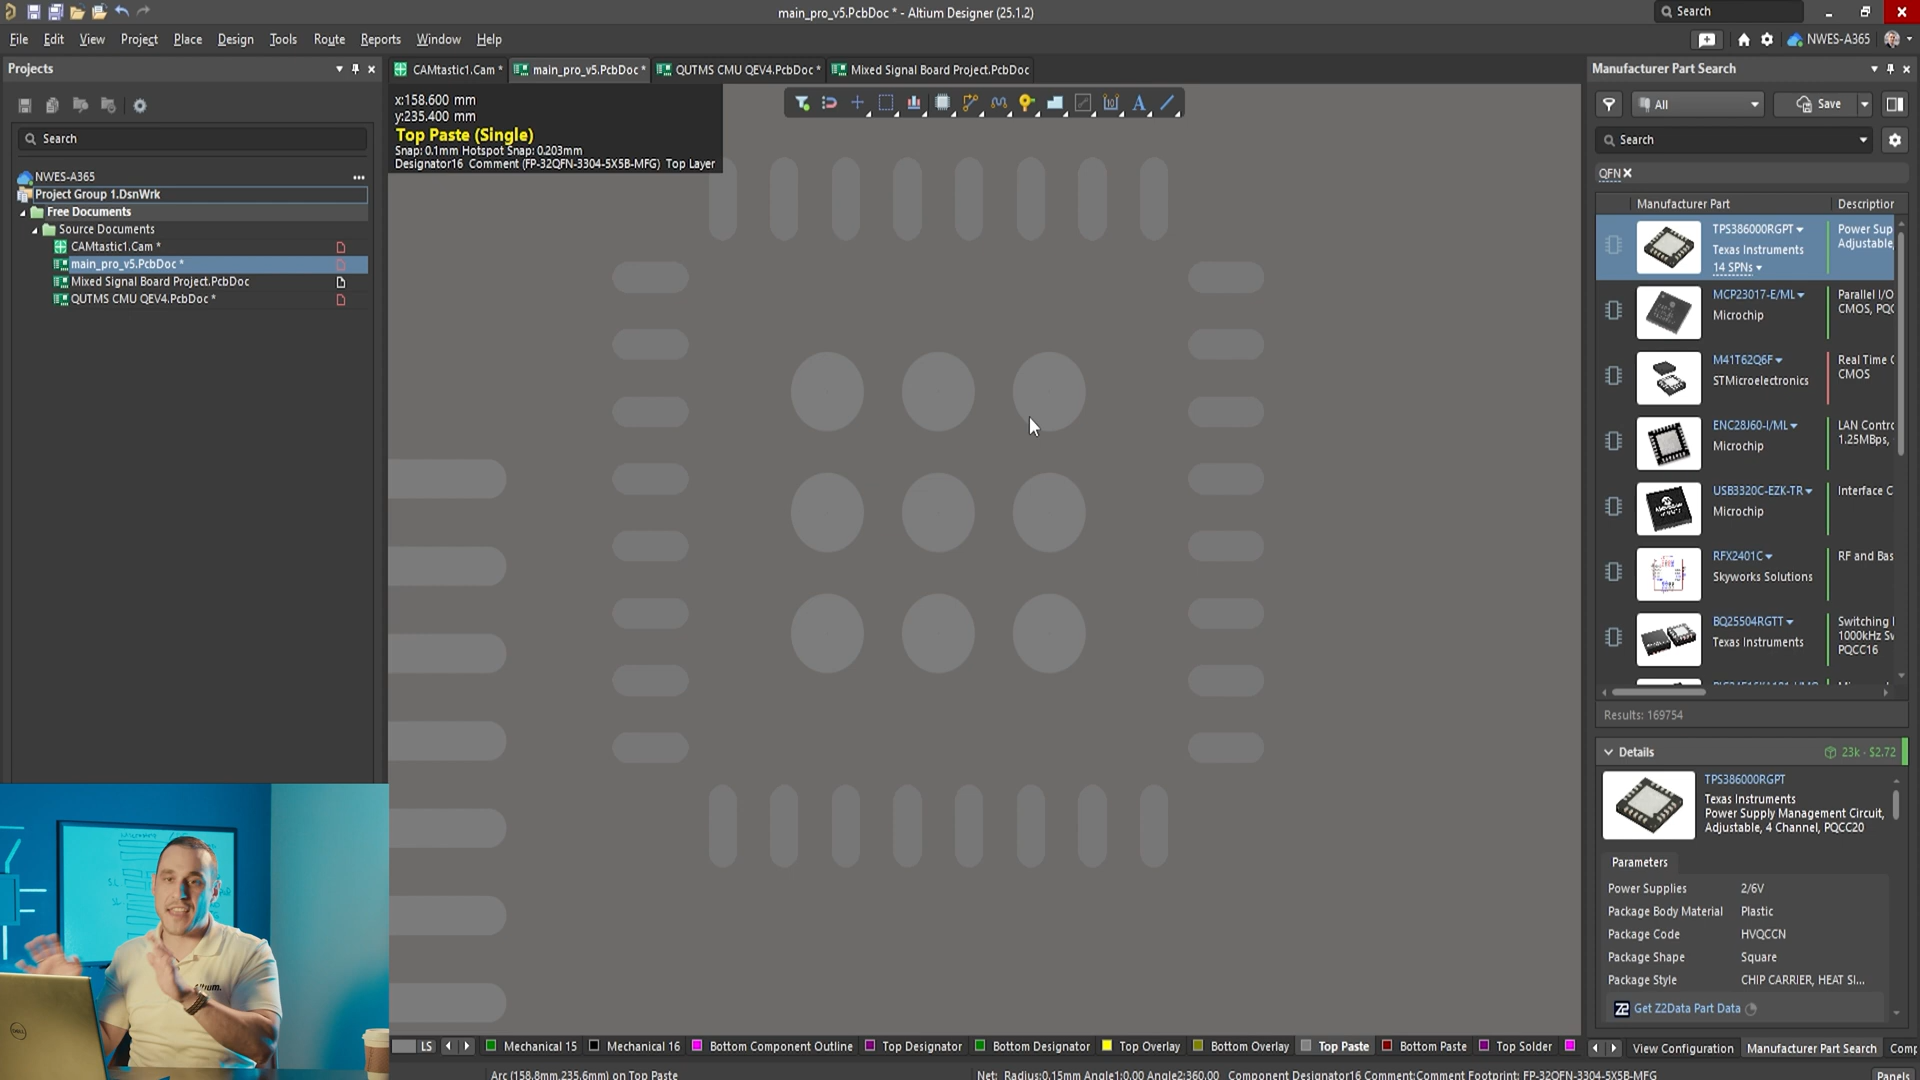 main_pro_v5.PcbDoc * - Altium Designer (25.1.2)
Search
File Edit View Project Place Design Tools Route Reports Window Help
NWES-A365
Projects
CAMtastic1.Cam *
main_pro_v5.PcbDoc *
QUTMS CMU QEV4.PcbDoc *
Mixed Signal Board Project.PcbDoc
Manufacturer Part Search
Search
NWES-A365
Project Group 1.DsnWrk
Free Documents
Source Documents
CAMtastic1.Cam *
main_pro_v5.PcbDoc *
Mixed Signal Board Project.PcbDoc
QUTMS CMU QEV4.PcbDoc *
x:158.600 mm
y:235.400 mm
Top Paste (Single)
Snap: 0.1mm Hotspot Snap: 0.203mm
Designator16 Comment (FP-32QFN-3304-5X5B-MFG) Top Layer
All
Save
Search
QFN
Manufacturer Part
Description
TPS386000RGPT
Texas Instruments
14 SPNs
Power Sup
Adjustable,
MCP23017-E/ML
Microchip
Parallel I/O
CMOS, PQC
M41T62Q6F
STMicroelectronics
Real Time C
CMOS
ENC28J60-I/ML
Microchip
LAN Contro
1.25MBps,
USB3320C-EZK-TR
Microchip
Interface C
RFX2401C
Skyworks Solutions
RF and Bas
BQ25504RGTT
Texas Instruments
Switching
1000kHz Sw
PQCC16
Results: 169754
Details
23k - $2.72
TPS386000RGPT
Texas Instruments
Power Supply Management Circuit,
Adjustable, 4 Channel, PQCC20
Parameters
Power Supplies 2/6V
Package Body Material Plastic
Package Code HVQCCN
Package Shape Square
Package Style CHIP CARRIER, HEAT SI...
Z2 Get Z2Data Part Data
Altium.
DELL
LS
Mechanical 15
Mechanical 16
Bottom Component Outline
Top Designator
Bottom Designator
Top Overlay
Bottom Overlay
Top Paste
Bottom Paste
Top Solder
View Configuration
Manufacturer Part Search
Comp
Arc (158.8mm,235.6mm) on Top Paste
Net: Radius:0.15mm Angle1:0.00 Angle2:360.00 Component Designator16 Comment:Comment Footprint: FP-32QFN-3304-5X5B-MFG
Panels